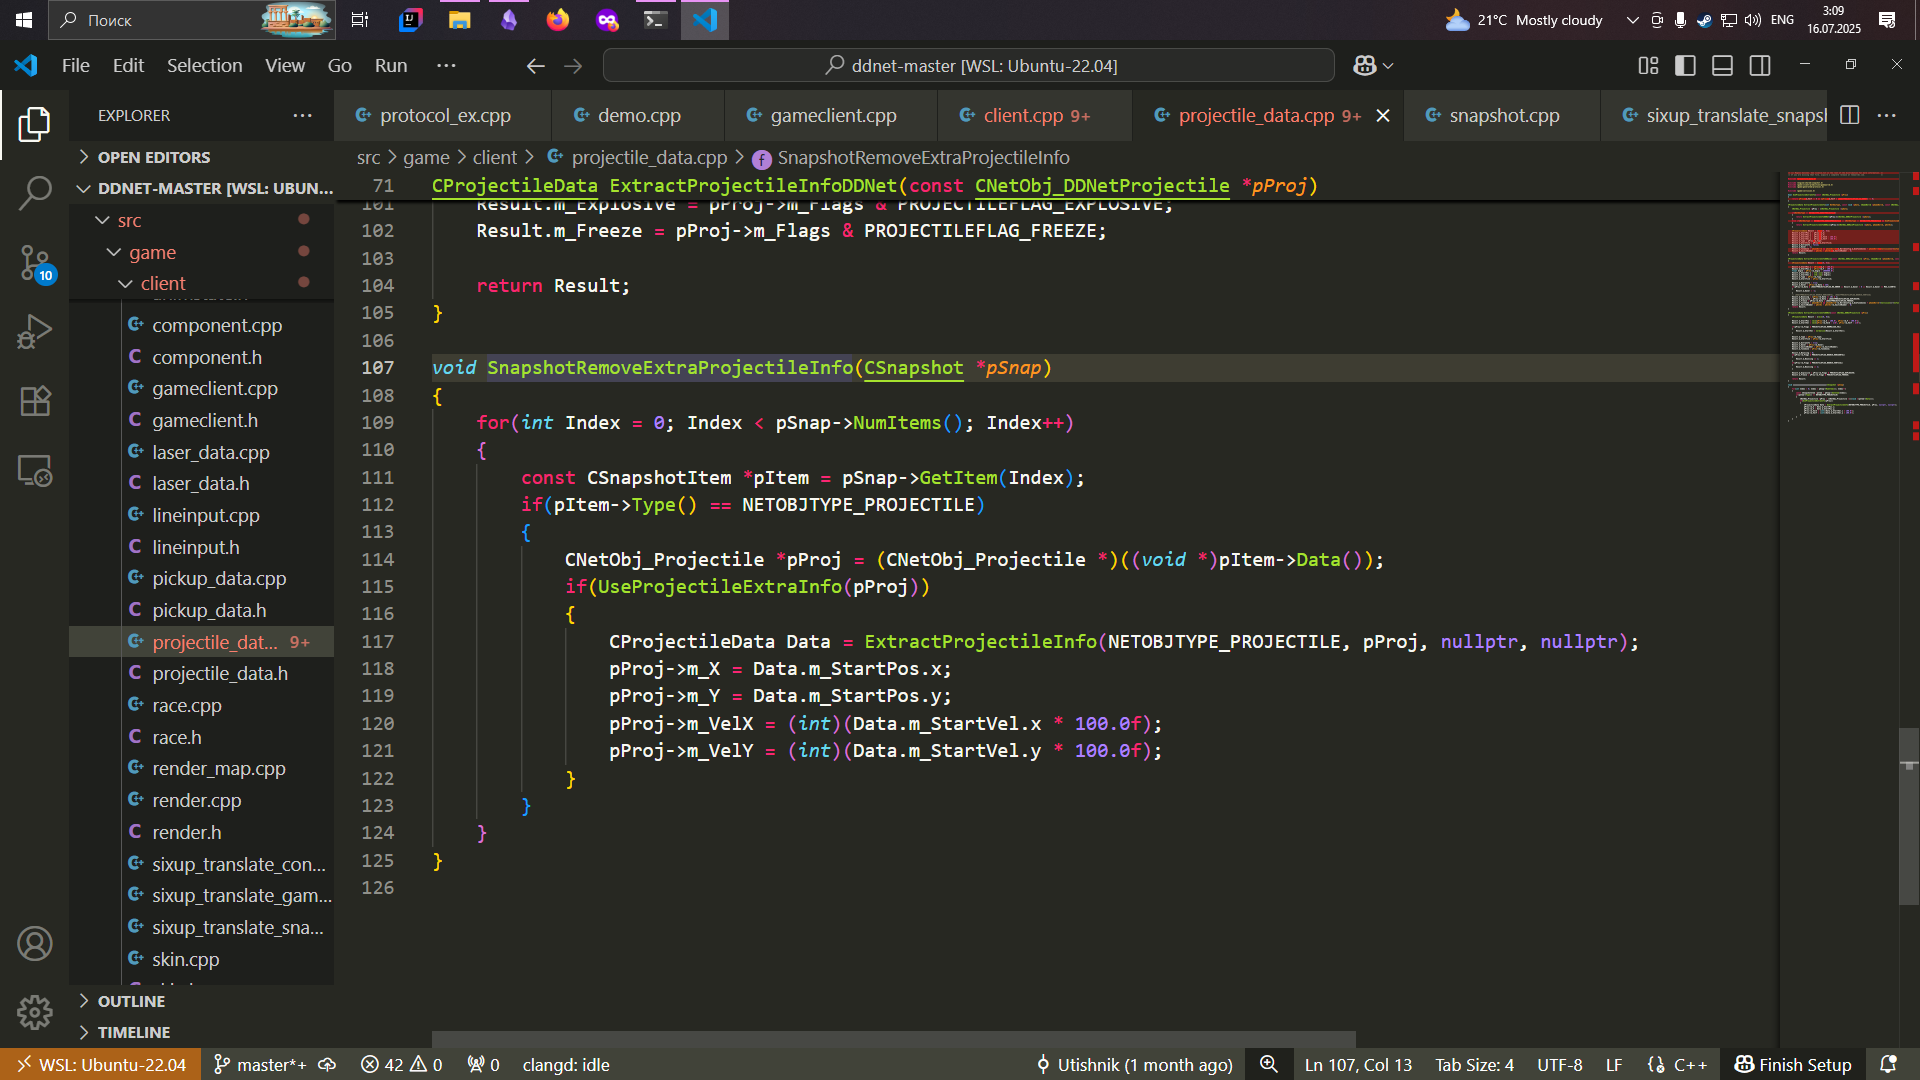 Поиск
21°C Mostly cloudy
ENG
3:09
16.07.2025
File Edit Selection View Go Run ···
ddnet-master [WSL: Ubuntu-22.04]
EXPLORER
protocol_ex.cpp
demo.cpp
gameclient.cpp
client.cpp 9+
projectile_data.cpp 9+
snapshot.cpp
sixup_translate_snapsh
OPEN EDITORS
DDNET-MASTER [WSL: UBUN...
src
game
client
component.cpp
component.h
gameclient.cpp
gameclient.h
laser_data.cpp
laser_data.h
lineinput.cpp
lineinput.h
pickup_data.cpp
pickup_data.h
projectile_dat... 9+
projectile_data.h
race.cpp
race.h
render_map.cpp
render.cpp
render.h
sixup_translate_con...
sixup_translate_gam...
sixup_translate_sna...
skin.cpp
OUTLINE
TIMELINE
10
src > game > client > projectile_data.cpp > SnapshotRemoveExtraProjectileInfo
71 CProjectileData ExtractProjectileInfoDDNet(const CNetObj_DDNetProjectile *pProj)
101 Result.m_Explosive = pProj->m_Flags & PROJECTILEFLAG_EXPLOSIVE;
102 Result.m_Freeze = pProj->m_Flags & PROJECTILEFLAG_FREEZE;
103
104 return Result;
105 }
106
107 void SnapshotRemoveExtraProjectileInfo(CSnapshot *pSnap)
108 {
109 for(int Index = 0; Index < pSnap->NumItems(); Index++)
110 {
111 const CSnapshotItem *pItem = pSnap->GetItem(Index);
112 if(pItem->Type() == NETOBJTYPE_PROJECTILE)
113 {
114 CNetObj_Projectile *pProj = (CNetObj_Projectile *)((void *)pItem->Data());
115 if(UseProjectileExtraInfo(pProj))
116 {
117 CProjectileData Data = ExtractProjectileInfo(NETOBJTYPE_PROJECTILE, pProj, nullptr, nullptr);
118 pProj->m_X = Data.m_StartPos.x;
119 pProj->m_Y = Data.m_StartPos.y;
120 pProj->m_VelX = (int)(Data.m_StartVel.x * 100.0f);
121 pProj->m_VelY = (int)(Data.m_StartVel.y * 100.0f);
122 }
123 }
124 }
125 }
126
WSL: Ubuntu-22.04 master*+ 42 0 0 clangd: idle Utishnik (1 month ago) Ln 107, Col 13 Tab Size: 4 UTF-8 LF {} C++ Finish Setup